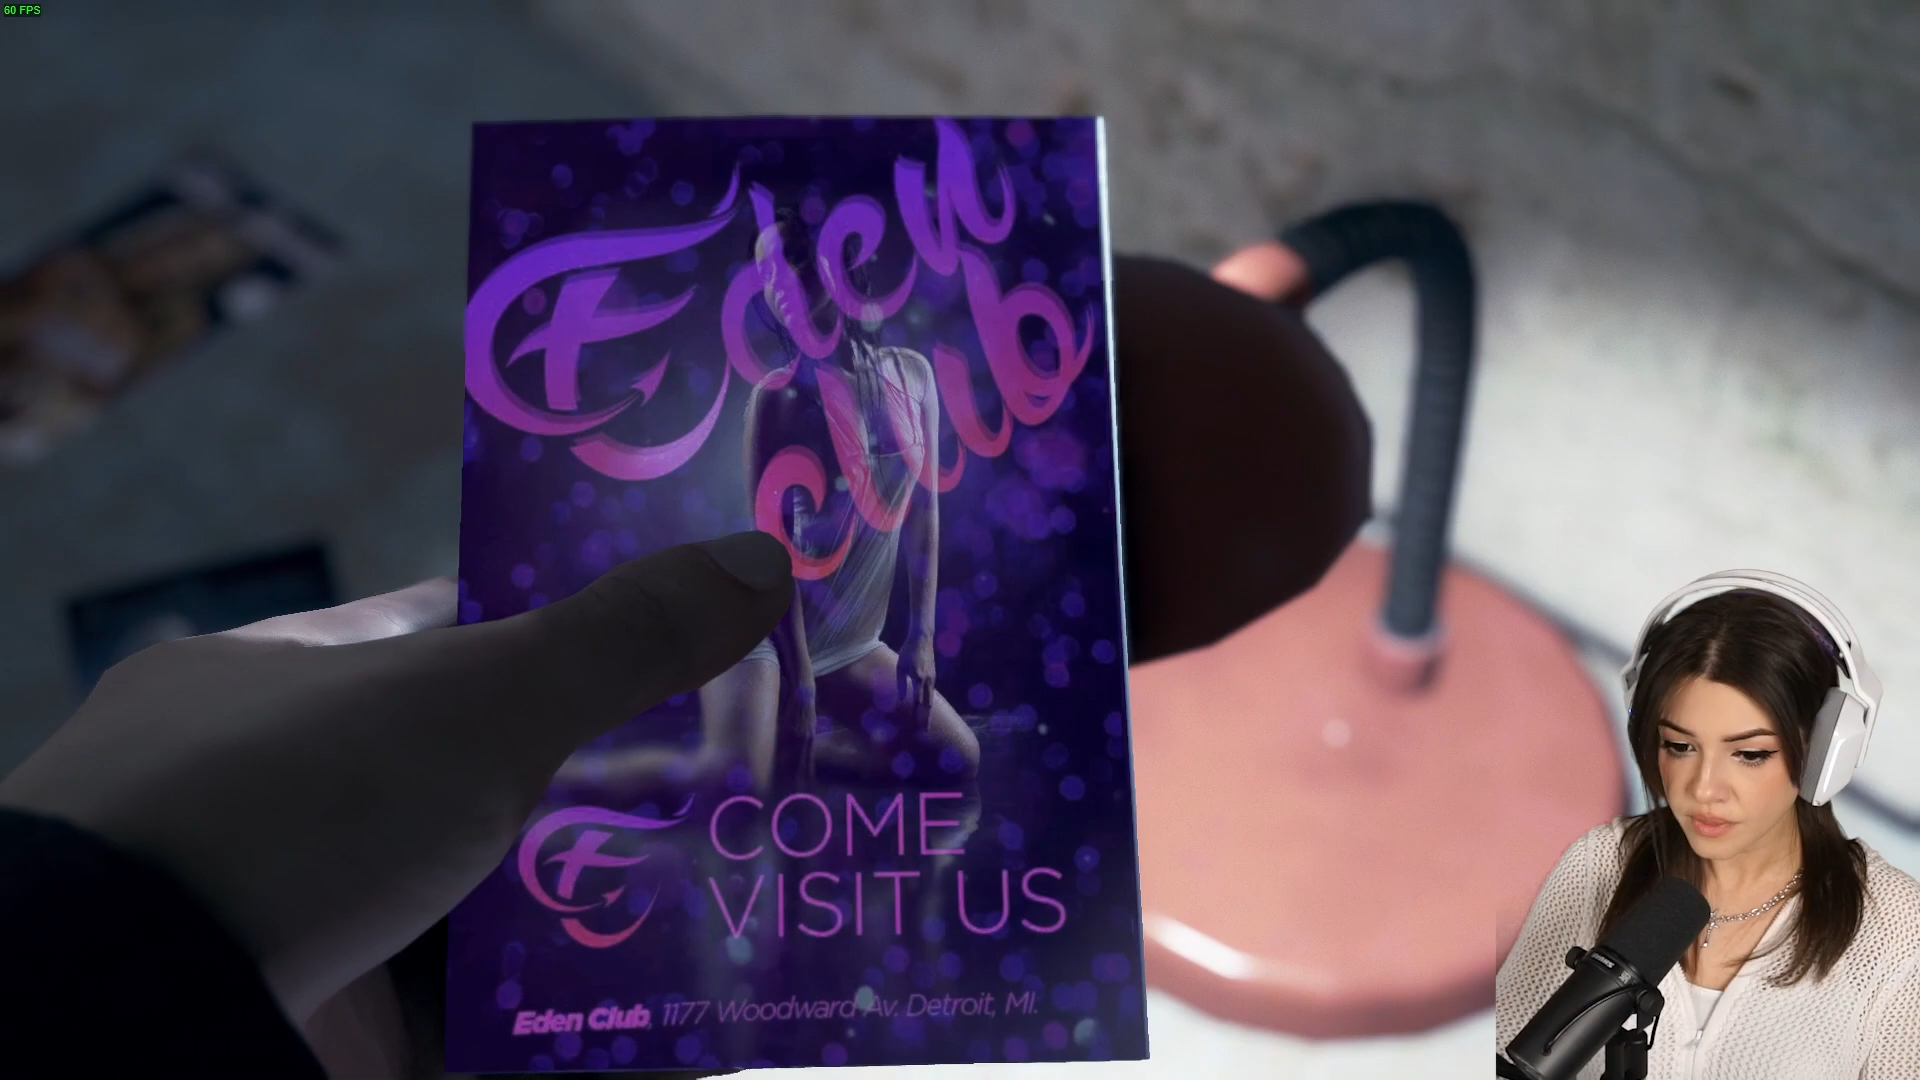 60 FPS
Eden
club
COME
VISIT US
Eden Club, 1177 Woodward Av. Detroit, MI.